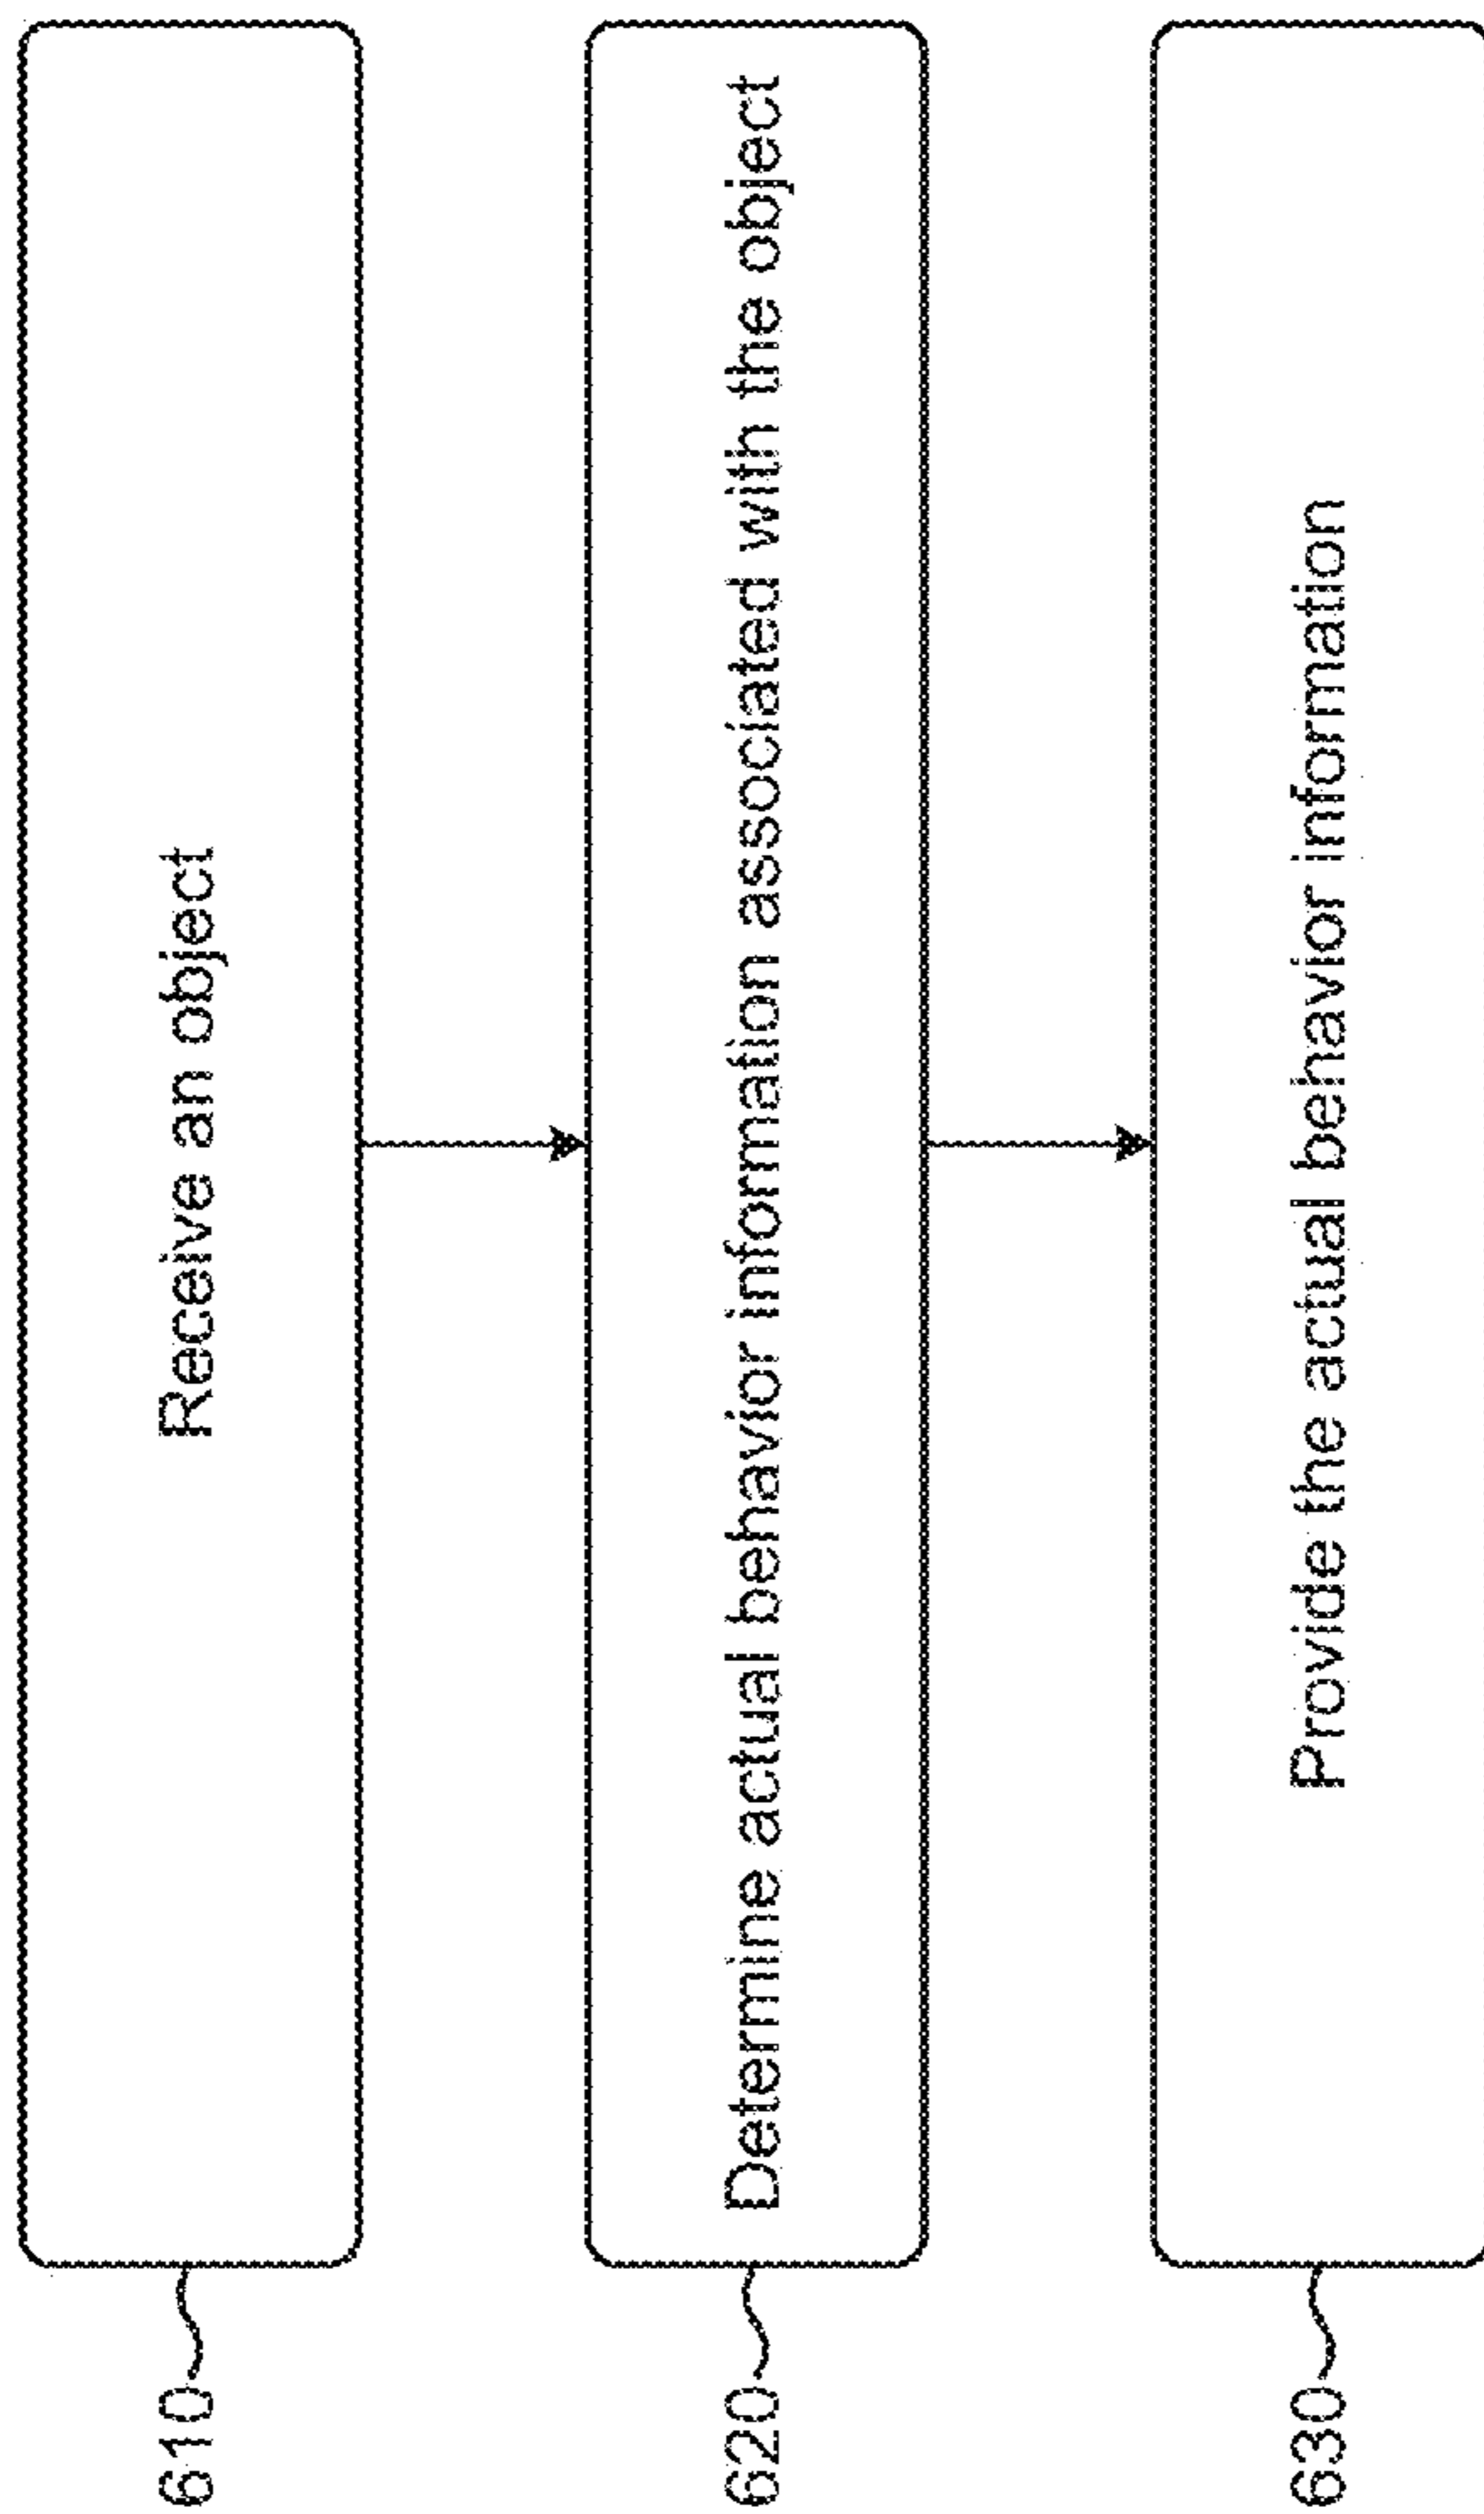 610
Receive an object
620
Determine actual behavior information associated with the object
630
Provide the actual behavior information